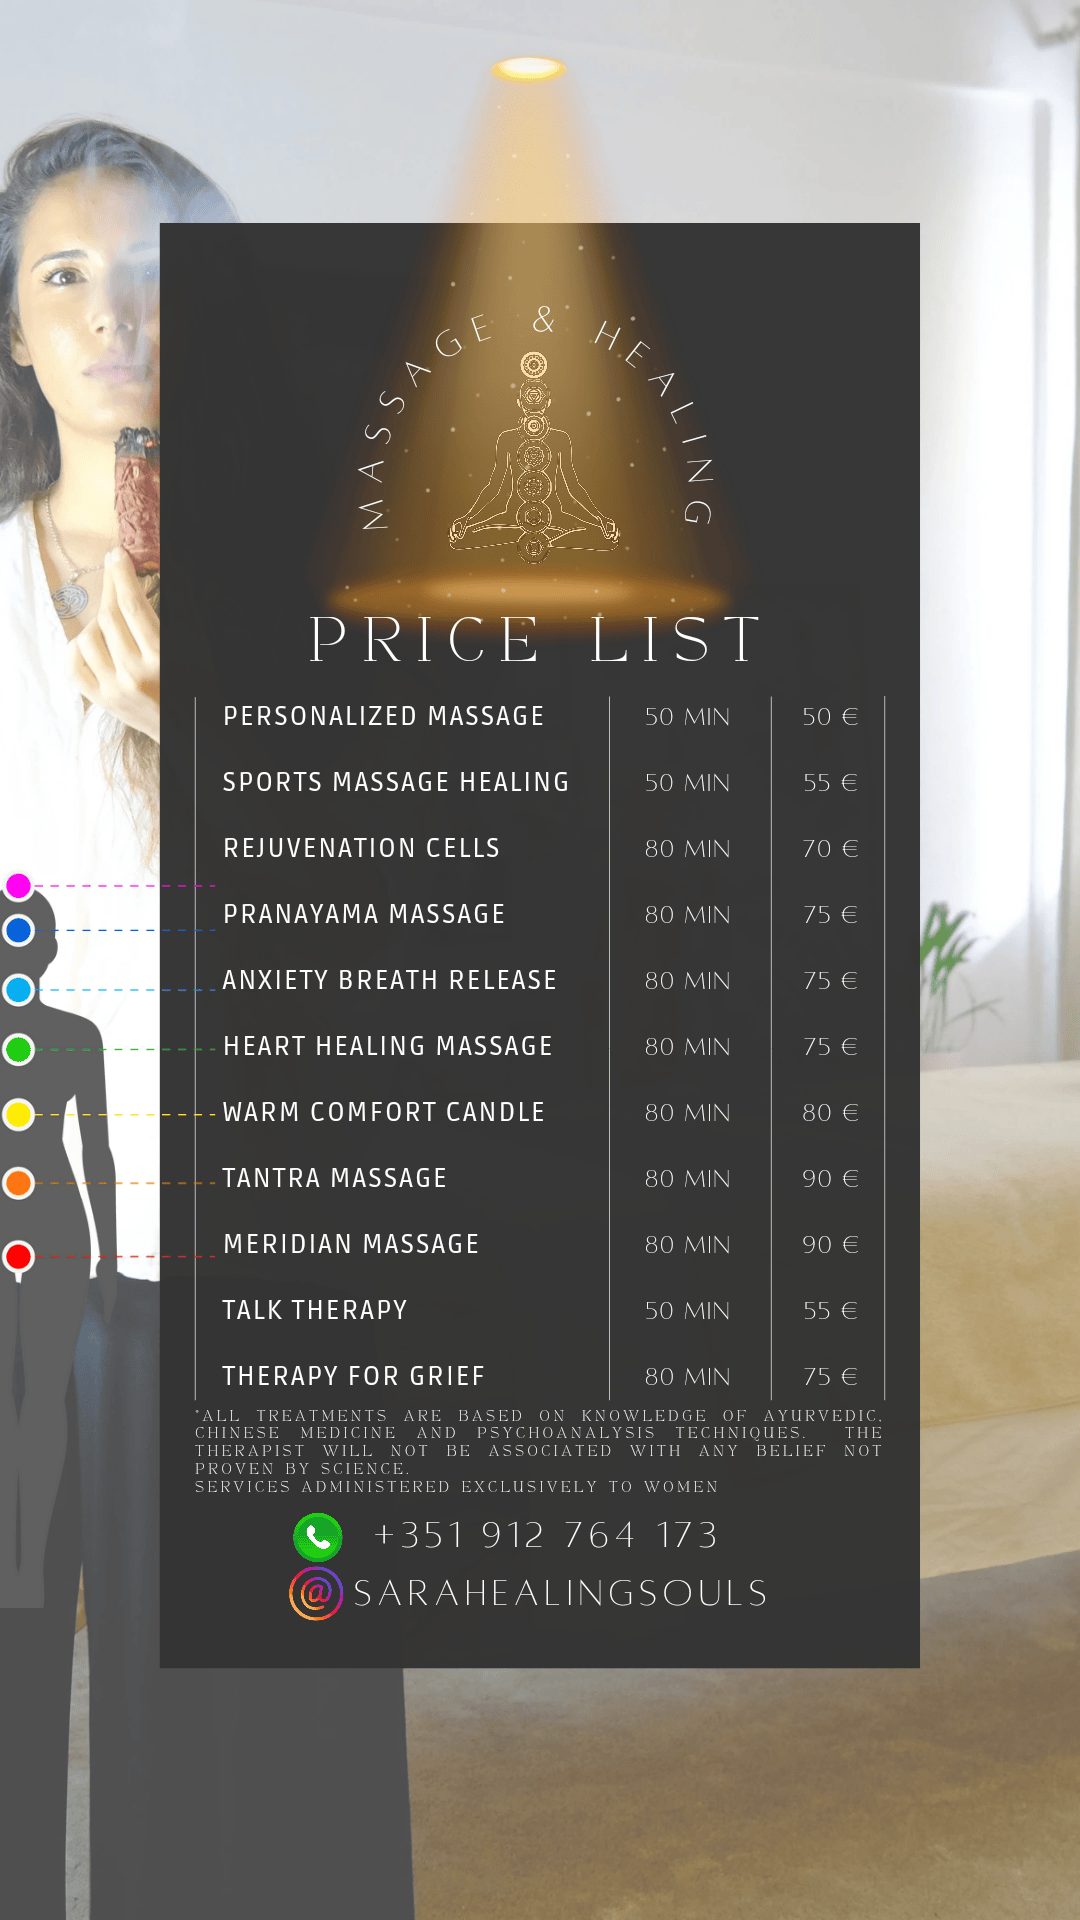 MASSAGE & HEALING
PRICE LIST
PERSONALIZED MASSAGE 50 MIN 50 €
SPORTS MASSAGE HEALING 50 MIN 55 €
REJUVENATION CELLS 80 MIN 70 €
PRANAYAMA MASSAGE 80 MIN 75 €
ANXIETY BREATH RELEASE 80 MIN 75 €
HEART HEALING MASSAGE 80 MIN 75 €
WARM COMFORT CANDLE 80 MIN 80 €
TANTRA MASSAGE 80 MIN 90 €
MERIDIAN MASSAGE 80 MIN 90 €
TALK THERAPY 50 MIN 55 €
THERAPY FOR GRIEF 80 MIN 75 €
*ALL TREATMENTS ARE BASED ON KNOWLEDGE OF AYURVEDIC,
CHINESE MEDICINE AND PSYCHOANALYSIS TECHNIQUES. THE
THERAPIST WILL NOT BE ASSOCIATED WITH ANY BELIEF NOT
PROVEN BY SCIENCE.
SERVICES ADMINISTERED EXCLUSIVELY TO WOMEN
+351 912 764 173
@ SARAHEALINGSOULS